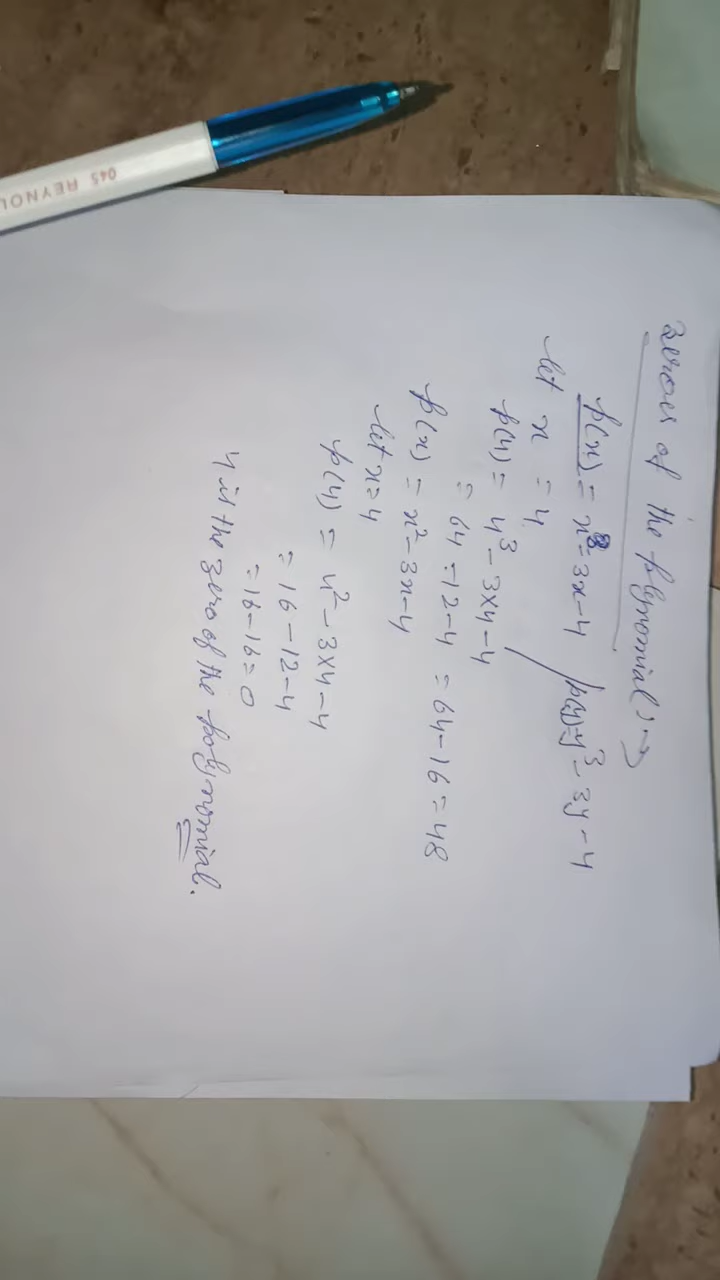 zeroes of the polynomial :→
p(x) = x³-3x-4 / p(y)=y³-3y-4
let x = 4
p(4) = 4³-3×4-4
= 64-12-4 = 64-16=48
p(x) = x²-3x-4
let x=4
p(4) = 4²-3×4-4
= 16-12-4
= 16-16=0
4 is the zero of the polynomial.
045 REYNOL